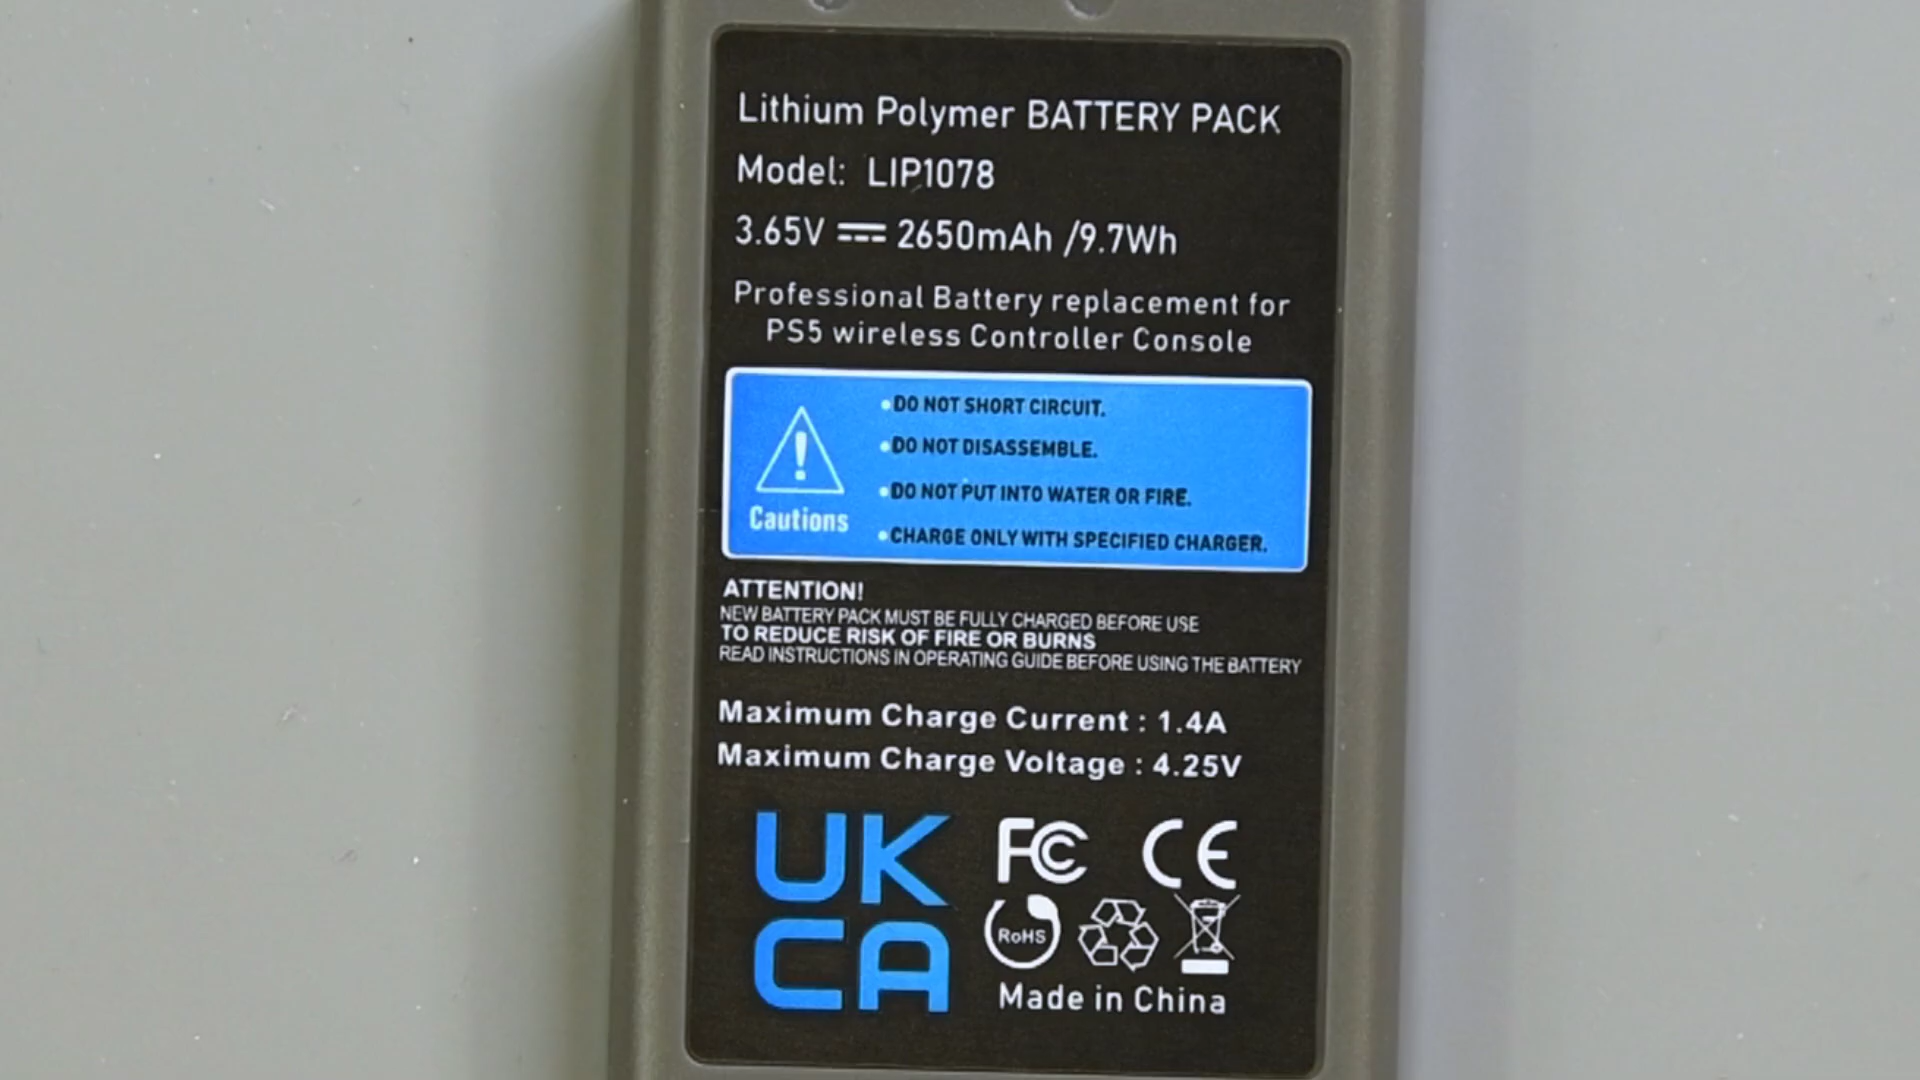 Lithium Polymer BATTERY PACK
Model: LIP1078
3.65V ⎓ 2650mAh /9.7Wh
Professional Battery replacement for
PS5 wireless Controller Console
•DO NOT SHORT CIRCUIT.
•DO NOT DISASSEMBLE.
•DO NOT PUT INTO WATER OR FIRE.
•CHARGE ONLY WITH SPECIFIED CHARGER.
Cautions
ATTENTION!
NEW BATTERY PACK MUST BE FULLY CHARGED BEFORE USE
TO REDUCE RISK OF FIRE OR BURNS
READ INSTRUCTIONS IN OPERATING GUIDE BEFORE USING THE BATTERY
Maximum Charge Current : 1.4A
Maximum Charge Voltage : 4.25V
UK
CA
FC CE
RoHS
Made in China